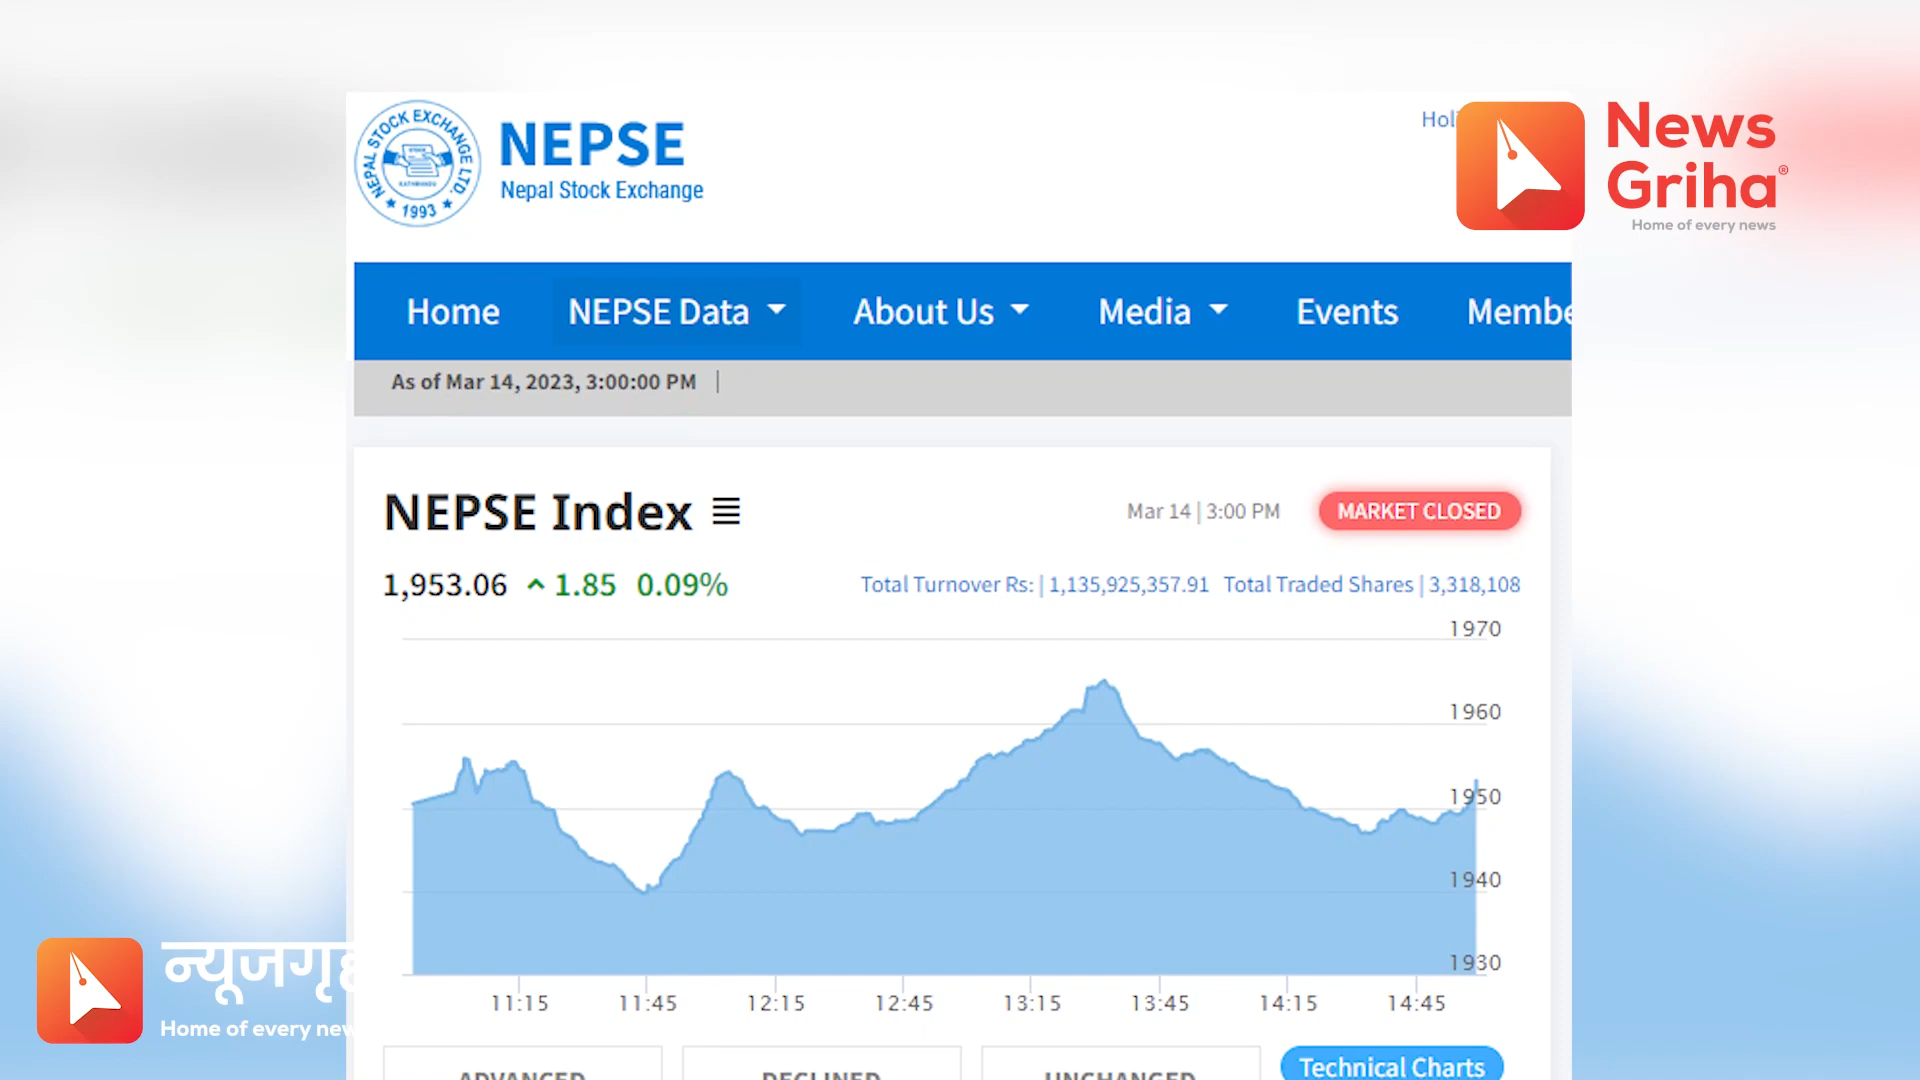 NEPAL STOCK EXCHANGE LTD.
1993
NEPSE
Nepal Stock Exchange
News
Griha®
Home of every news
Home
NEPSE Data
About Us
Media
Events
As of Mar 14, 2023, 3:00:00 PM
NEPSE Index
Mar 14 | 3:00 PM
MARKET CLOSED
1,953.06 1.85 0.09%
Total Turnover Rs: | 1,135,925,357.91 Total Traded Shares | 3,318,108
1970
1960
1950
1940
1930
11:15 11:45 12:15 12:45 13:15 13:45 14:15 14:45
न्यूजगृह
Home of every
ADVANCED
DECLINED
UNCHANGED
Technical Charts